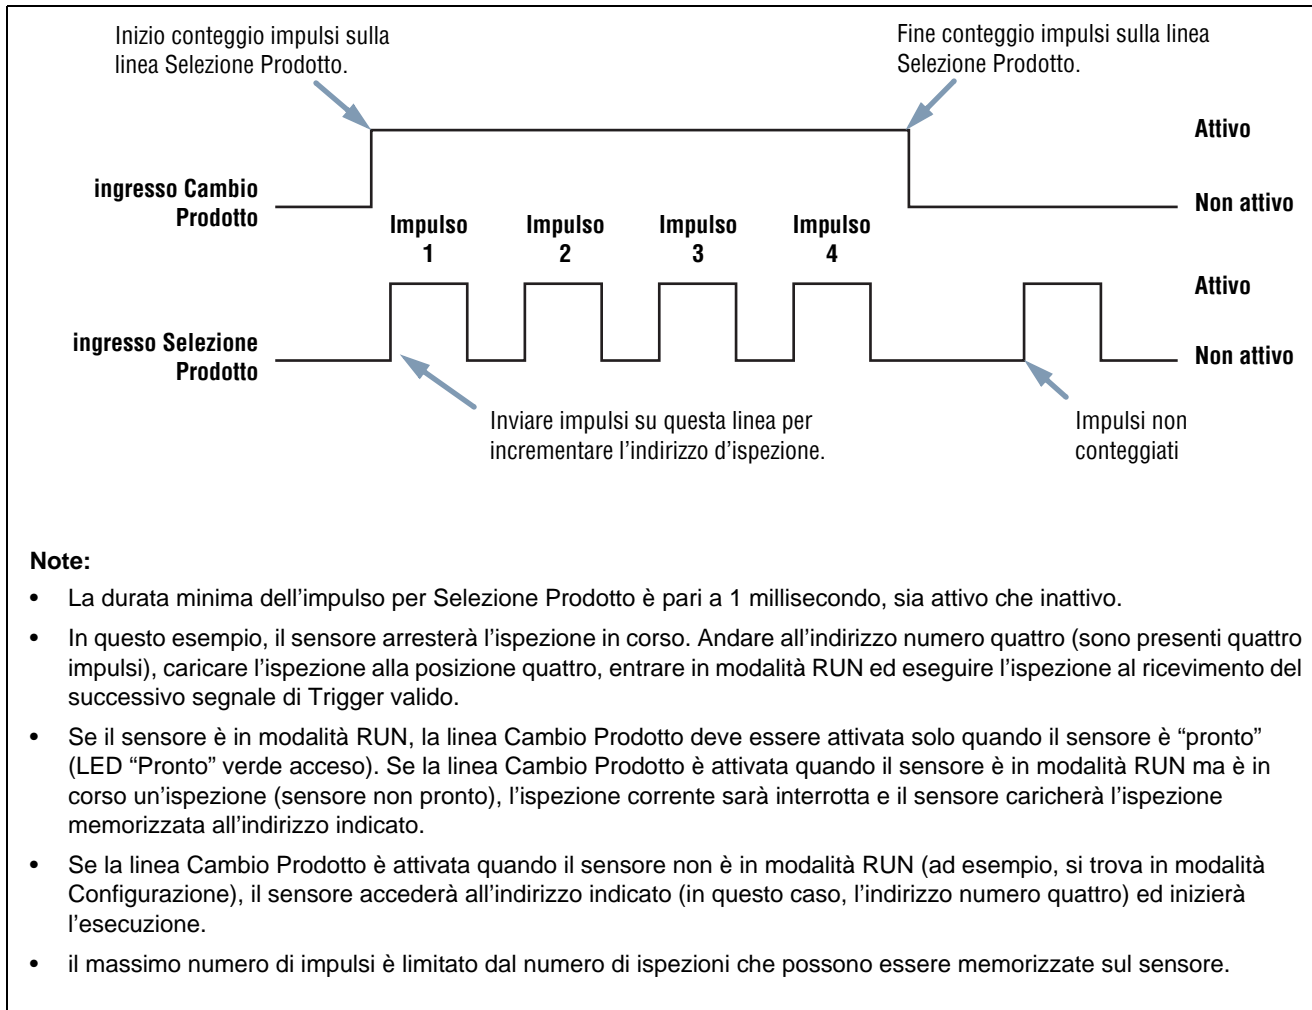 Inizio conteggio impulsi sulla
linea Selezione Prodotto.
Fine conteggio impulsi sulla linea
Selezione Prodotto.
Attivo
ingresso Cambio
Prodotto
Non attivo
Impulso
1
Impulso
2
Impulso
3
Impulso
4
Attivo
ingresso Selezione
Prodotto
Non attivo
Inviare impulsi su questa linea per
incrementare l’indirizzo d’ispezione.
Impulsi non
conteggiati
Note:
• La durata minima dell’impulso per Selezione Prodotto è pari a 1 millisecondo, sia attivo che inattivo.
• In questo esempio, il sensore arresterà l’ispezione in corso. Andare all’indirizzo numero quattro (sono presenti quattro
impulsi), caricare l’ispezione alla posizione quattro, entrare in modalità RUN ed eseguire l’ispezione al ricevimento del
successivo segnale di Trigger valido.
• Se il sensore è in modalità RUN, la linea Cambio Prodotto deve essere attivata solo quando il sensore è “pronto”
(LED “Pronto” verde acceso). Se la linea Cambio Prodotto è attivata quando il sensore è in modalità RUN ma è in
corso un’ispezione (sensore non pronto), l’ispezione corrente sarà interrotta e il sensore caricherà l’ispezione
memorizzata all’indirizzo indicato.
• Se la linea Cambio Prodotto è attivata quando il sensore non è in modalità RUN (ad esempio, si trova in modalità
Configurazione), il sensore accederà all’indirizzo indicato (in questo caso, l’indirizzo numero quattro) ed inizierà
l’esecuzione.
• il massimo numero di impulsi è limitato dal numero di ispezioni che possono essere memorizzate sul sensore.